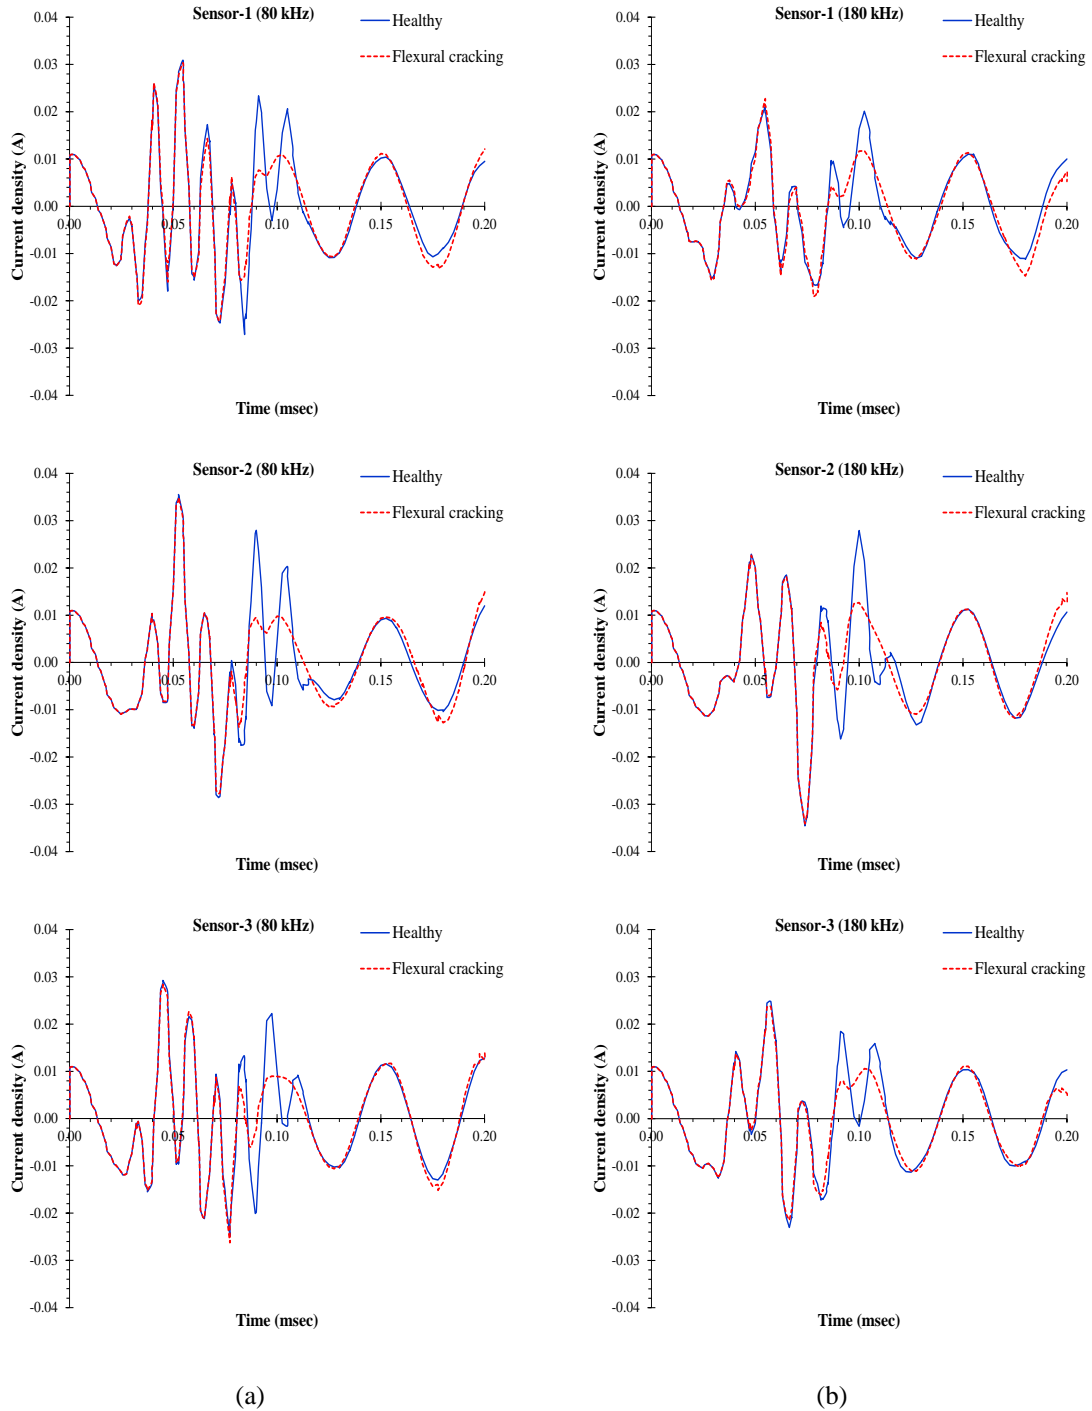 Sensor-1 (80 kHz)
Healthy
Flexural cracking
0.04
0.03
0.02
0.01
0.00
-0.01
-0.02
-0.03
-0.04
0.00 0.05 0.10 0.15 0.20
Current density (A)
Time (msec)
Sensor-1 (180 kHz)
Healthy
Flexural cracking
0.04
0.03
0.02
0.01
0.00
-0.01
-0.02
-0.03
-0.04
0.00 0.05 0.10 0.15 0.20
Current density (A)
Time (msec)
Sensor-2 (80 kHz)
Healthy
Flexural cracking
0.04
0.03
0.02
0.01
0.00
-0.01
-0.02
-0.03
-0.04
0.00 0.05 0.10 0.15 0.20
Current density (A)
Time (msec)
Sensor-2 (180 kHz)
Healthy
Flexural cracking
0.04
0.03
0.02
0.01
0.00
-0.01
-0.02
-0.03
-0.04
0.00 0.05 0.10 0.15 0.20
Current density (A)
Time (msec)
Sensor-3 (80 kHz)
Healthy
Flexural cracking
0.04
0.03
0.02
0.01
0.00
-0.01
-0.02
-0.03
-0.04
0.00 0.05 0.10 0.15 0.20
Current density (A)
Time (msec)
Sensor-3 (180 kHz)
Healthy
Flexural cracking
0.04
0.03
0.02
0.01
0.00
-0.01
-0.02
-0.03
-0.04
0.00 0.05 0.10 0.15 0.20
Current density (A)
Time (msec)
(a)
(b)